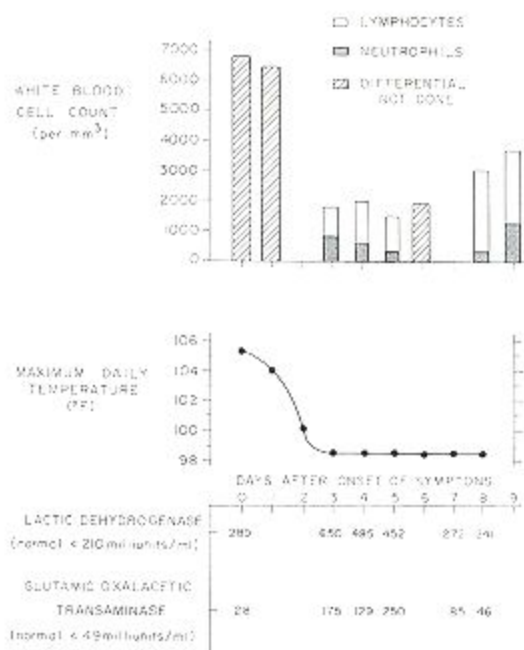 LYMPHOCYTES
NEUTROPHILS
DIFFERENTIAL
NOT DONE
WHITE BLOOD
CELL COUNT
(per mm3)
7000
6000
5000
4000
3000
2000
1000
0
MAXIMUM DAILY
TEMPERATURE
(°F)
106
104
102
100
98
DAYS AFTER ONSET OF SYMPTOMS
0 1 2 3 4 5 6 7 8 9
LACTIC DEHYDROGENASE
(normal < 210 milliunits/ml)
280 650 485 452 272 241
GLUTAMIC OXALACETIC
TRANSAMINASE
(normal < 49 milliunits/ml)
28 175 129 250 85 46